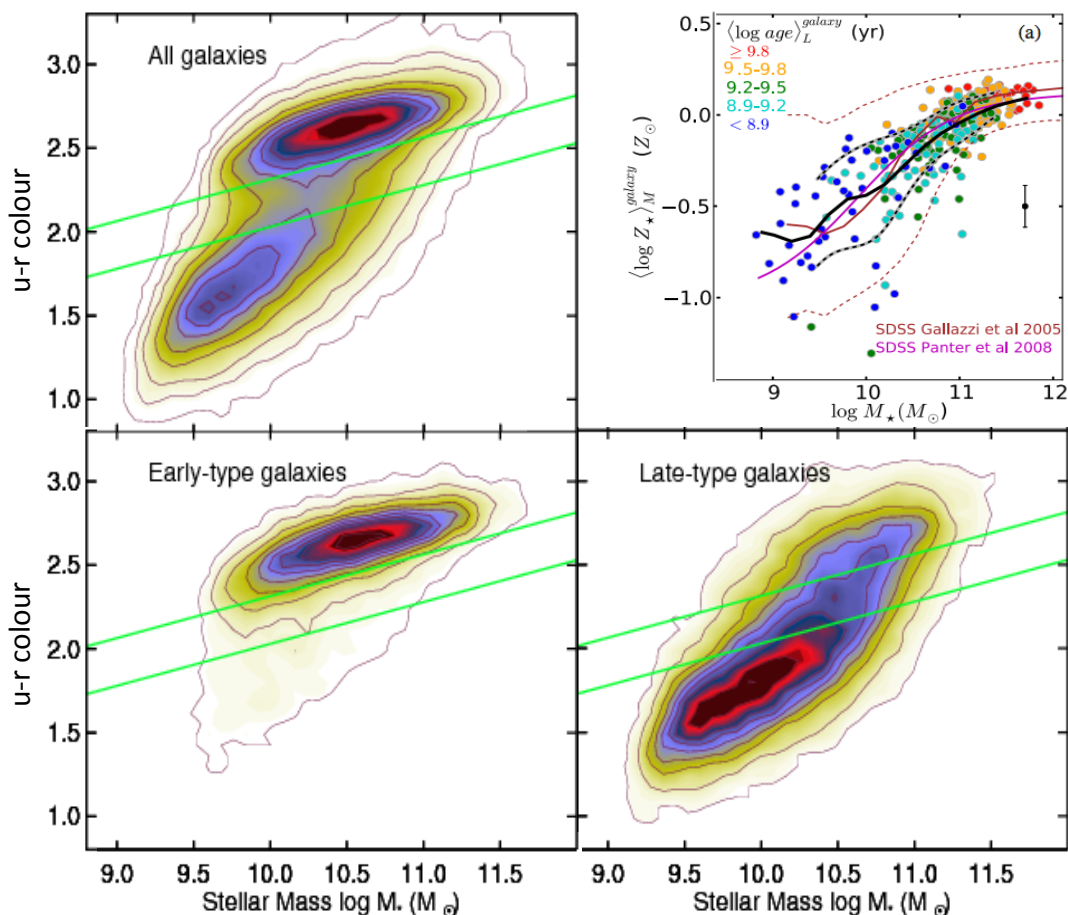 All galaxies
u-r colour
3.0
2.5
2.0
1.5
1.0
⟨log age⟩_L^galaxy (yr)
(a)
≥ 9.8
9.5-9.8
9.2-9.5
8.9-9.2
< 8.9
⟨log Z⋆⟩_M^galaxy (Z⊙)
0.5
0.0
−0.5
−1.0
SDSS Gallazzi et al 2005
SDSS Panter et al 2008
9 10 11 12
log M⋆(M⊙)
Early-type galaxies
u-r colour
3.0
2.5
2.0
1.5
1.0
9.0 9.5 10.0 10.5 11.0 11.5
Stellar Mass log M* (M⊙)
Late-type galaxies
9.0 9.5 10.0 10.5 11.0 11.5
Stellar Mass log M* (M⊙)